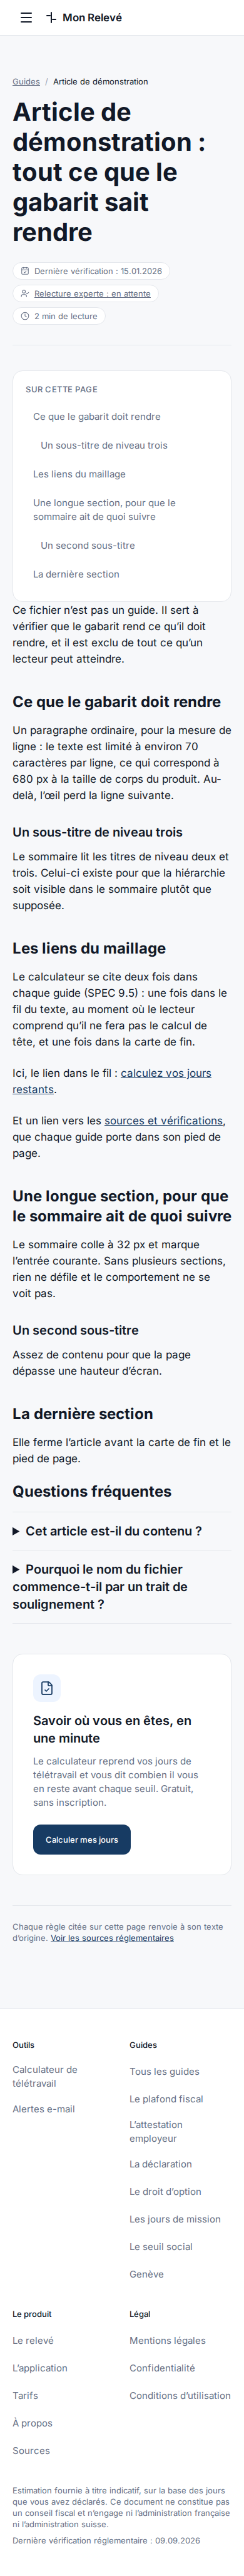 Mon Relevé
Guides / Article de démonstration
Article de
démonstration :
tout ce que le
gabarit sait
rendre
Dernière vérification : 15.01.2026
Relecture experte : en attente
2 min de lecture
SUR CETTE PAGE
Ce que le gabarit doit rendre
Un sous-titre de niveau trois
Les liens du maillage
Une longue section, pour que le
sommaire ait de quoi suivre
Un second sous-titre
La dernière section
Ce fichier n’est pas un guide. Il sert à
vérifier que le gabarit rend ce qu’il doit
rendre, et il est exclu de tout ce qu’un
lecteur peut atteindre.
Ce que le gabarit doit rendre
Un paragraphe ordinaire, pour la mesure de
ligne : le texte est limité à environ 70
caractères par ligne, ce qui correspond à
680 px à la taille de corps du produit. Au-
delà, l’œil perd la ligne suivante.
Un sous-titre de niveau trois
Le sommaire lit les titres de niveau deux et
trois. Celui-ci existe pour que la hiérarchie
soit visible dans le sommaire plutôt que
supposée.
Les liens du maillage
Le calculateur se cite deux fois dans
chaque guide (SPEC 9.5) : une fois dans le
fil du texte, au moment où le lecteur
comprend qu’il ne fera pas le calcul de
tête, et une fois dans la carte de fin.
Ici, le lien dans le fil : calculez vos jours
restants.
Et un lien vers les sources et vérifications,
que chaque guide porte dans son pied de
page.
Une longue section, pour que
le sommaire ait de quoi suivre
Le sommaire colle à 32 px et marque
l’entrée courante. Sans plusieurs sections,
rien ne défile et le comportement ne se
voit pas.
Un second sous-titre
Assez de contenu pour que la page
dépasse une hauteur d’écran.
La dernière section
Elle ferme l’article avant la carte de fin et le
pied de page.
Questions fréquentes
Cet article est-il du contenu ?
Pourquoi le nom du fichier
commence-t-il par un trait de
soulignement ?
Savoir où vous en êtes, en
une minute
Le calculateur reprend vos jours de
télétravail et vous dit combien il vous
en reste avant chaque seuil. Gratuit,
sans inscription.
Calculer mes jours
Chaque règle citée sur cette page renvoie à son texte
d’origine. Voir les sources réglementaires
Outils
Calculateur de
télétravail
Alertes e-mail
Guides
Tous les guides
Le plafond fiscal
L’attestation
employeur
La déclaration
Le droit d’option
Les jours de mission
Le seuil social
Genève
Le produit
Le relevé
L’application
Tarifs
À propos
Sources
Légal
Mentions légales
Confidentialité
Conditions d’utilisation
Estimation fournie à titre indicatif, sur la base des jours
que vous avez déclarés. Ce document ne constitue pas
un conseil fiscal et n’engage ni l’administration française
ni l’administration suisse.
Dernière vérification réglementaire : 09.09.2026